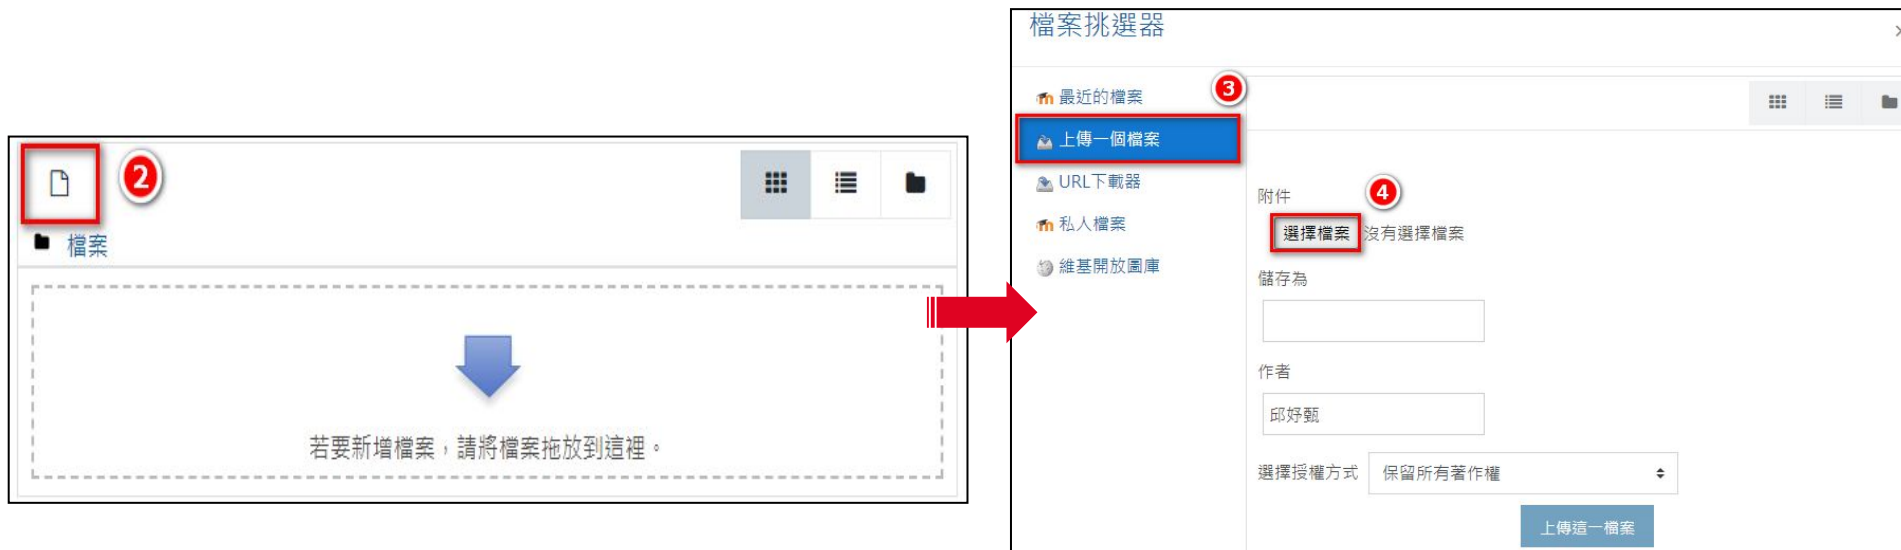 2
檔案
若要新增檔案，請將檔案拖放到這裡。
檔案挑選器
最近的檔案
3
上傳一個檔案
URL下載器
私人檔案
維基開放圖庫
附件
4
選擇檔案 沒有選擇檔案
儲存為
作者
邱妤甄
選擇授權方式 保留所有著作權
上傳這一檔案